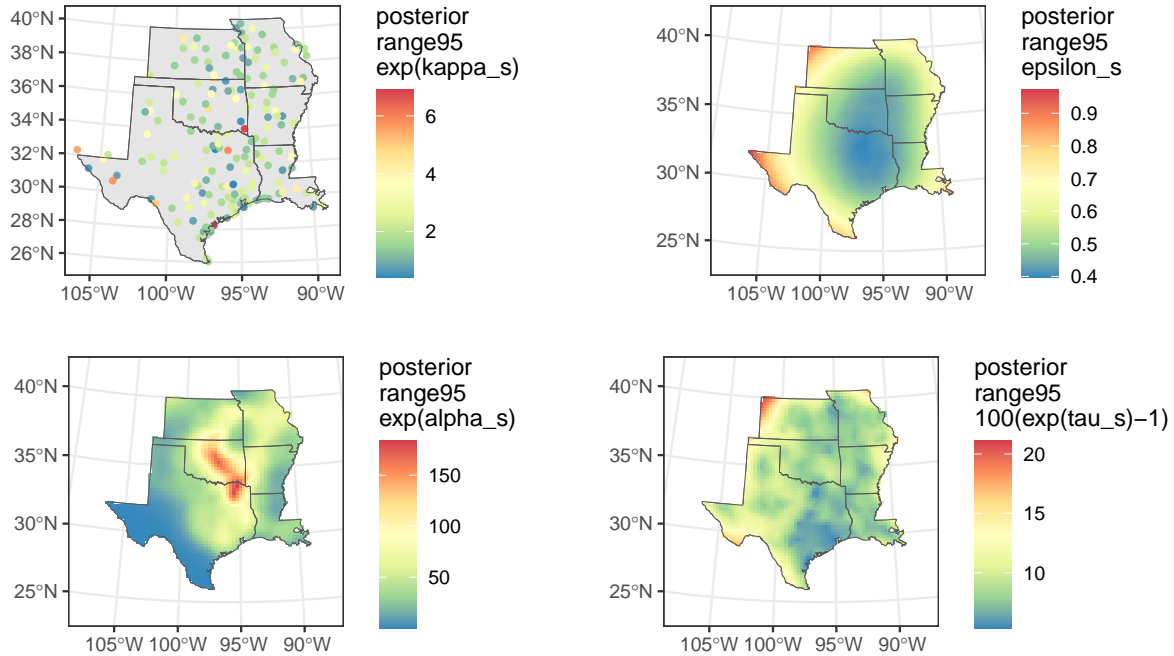 40°N
38°N
36°N
34°N
32°N
30°N
28°N
26°N
105°W 100°W 95°W 90°W
posterior
range95
exp(kappa_s)
6
4
2
40°N
35°N
30°N
25°N
105°W 100°W 95°W 90°W
posterior
range95
epsilon_s
0.9
0.8
0.7
0.6
0.5
0.4
40°N
35°N
30°N
25°N
105°W 100°W 95°W 90°W
posterior
range95
exp(alpha_s)
150
100
50
40°N
35°N
30°N
25°N
105°W 100°W 95°W 90°W
posterior
range95
100(exp(tau_s)−1)
20
15
10